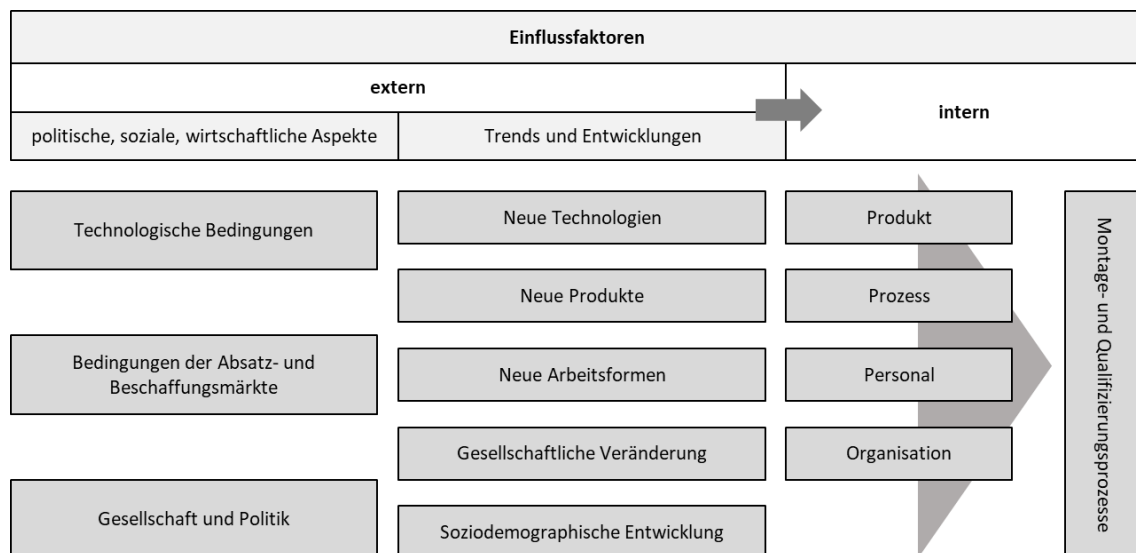 Einflussfaktoren
extern
intern
politische, soziale, wirtschaftliche Aspekte
Trends und Entwicklungen
Technologische Bedingungen
Bedingungen der Absatz- und
Beschaffungsmärkte
Gesellschaft und Politik
Neue Technologien
Neue Produkte
Neue Arbeitsformen
Gesellschaftliche Veränderung
Soziodemographische Entwicklung
Produkt
Prozess
Personal
Organisation
Montage- und Qualifizierungsprozesse